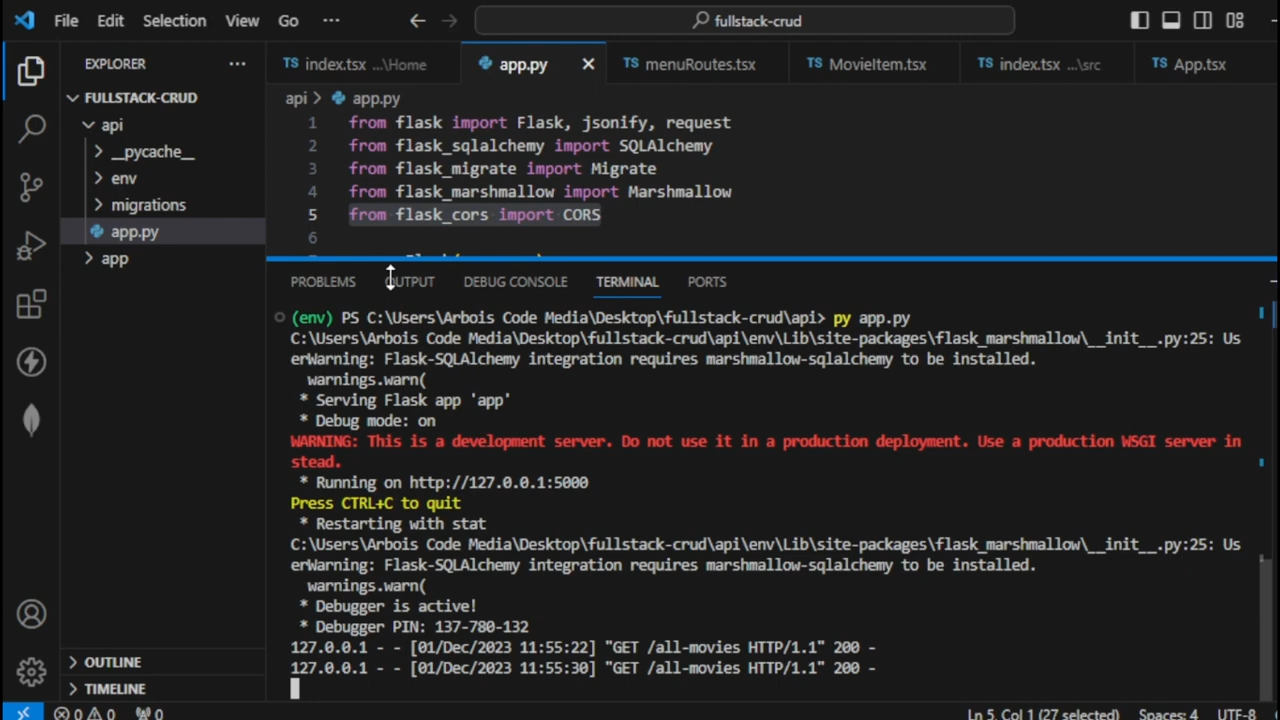 File Edit Selection View Go ··· fullstack-crud
EXPLORER ···
FULLSTACK-CRUD
api
__pycache__
env
migrations
app.py
app
OUTLINE
TIMELINE
index.tsx ...\Home app.py menuRoutes.tsx MovieItem.tsx index.tsx ...\src App.tsx
api > app.py
1 from flask import Flask, jsonify, request
2 from flask_sqlalchemy import SQLAlchemy
3 from flask_migrate import Migrate
4 from flask_marshmallow import Marshmallow
5 from flask_cors import CORS
6
PROBLEMS OUTPUT DEBUG CONSOLE TERMINAL PORTS
(env) PS C:\Users\Arbois Code Media\Desktop\fullstack-crud\api> py app.py
C:\Users\Arbois Code Media\Desktop\fullstack-crud\api\env\Lib\site-packages\flask_marshmallow\__init__.py:25: Us
erWarning: Flask-SQLAlchemy integration requires marshmallow-sqlalchemy to be installed.
warnings.warn(
* Serving Flask app 'app'
* Debug mode: on
WARNING: This is a development server. Do not use it in a production deployment. Use a production WSGI server in
stead.
* Running on http://127.0.0.1:5000
Press CTRL+C to quit
* Restarting with stat
C:\Users\Arbois Code Media\Desktop\fullstack-crud\api\env\Lib\site-packages\flask_marshmallow\__init__.py:25: Us
erWarning: Flask-SQLAlchemy integration requires marshmallow-sqlalchemy to be installed.
warnings.warn(
* Debugger is active!
* Debugger PIN: 137-780-132
127.0.0.1 - - [01/Dec/2023 11:55:22] "GET /all-movies HTTP/1.1" 200 -
127.0.0.1 - - [01/Dec/2023 11:55:30] "GET /all-movies HTTP/1.1" 200 -
0 0 0 Ln 5, Col 1 (27 selected) Spaces: 4 UTF-8